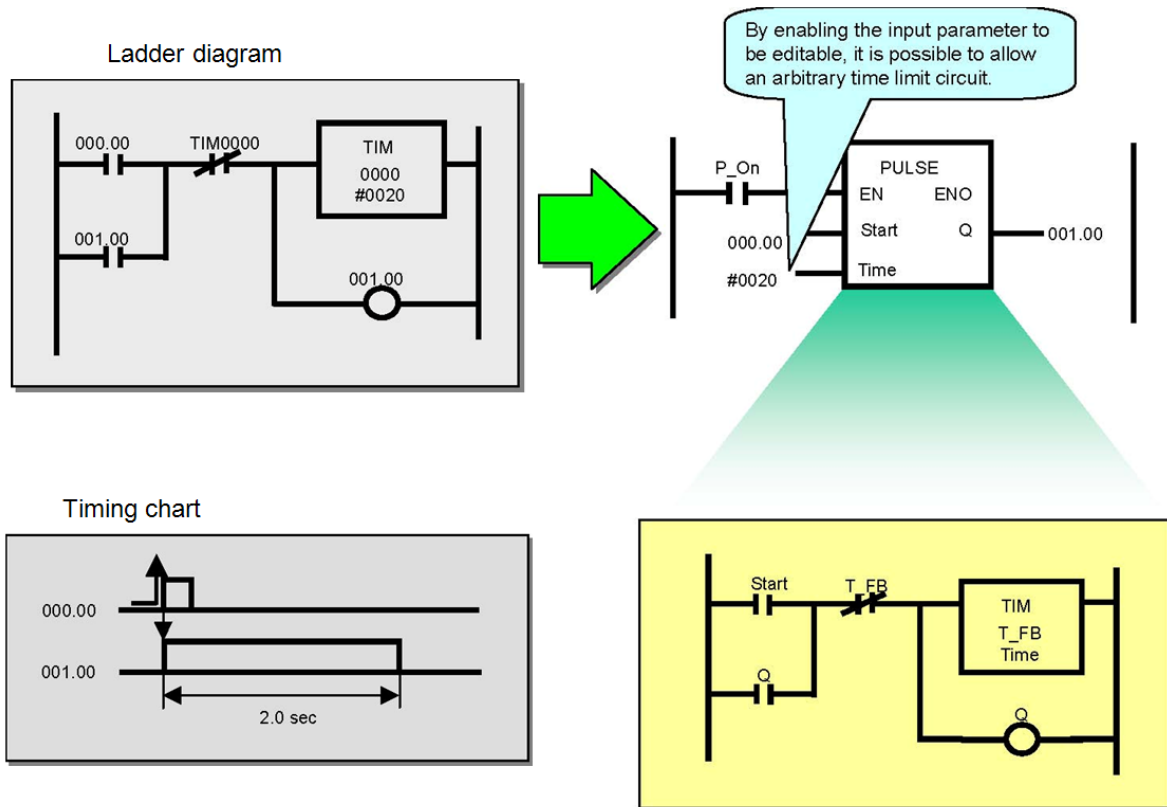 Ladder diagram
000.00
TIM0000
TIM
0000
#0020
001.00
001.00
By enabling the input parameter to
be editable, it is possible to allow
an arbitrary time limit circuit.
P_On
PULSE
EN
ENO
000.00
Start
Q
001.00
#0020
Time
Timing chart
000.00
001.00
2.0 sec
Start
T_FB
TIM
T_FB
Time
Q
Q